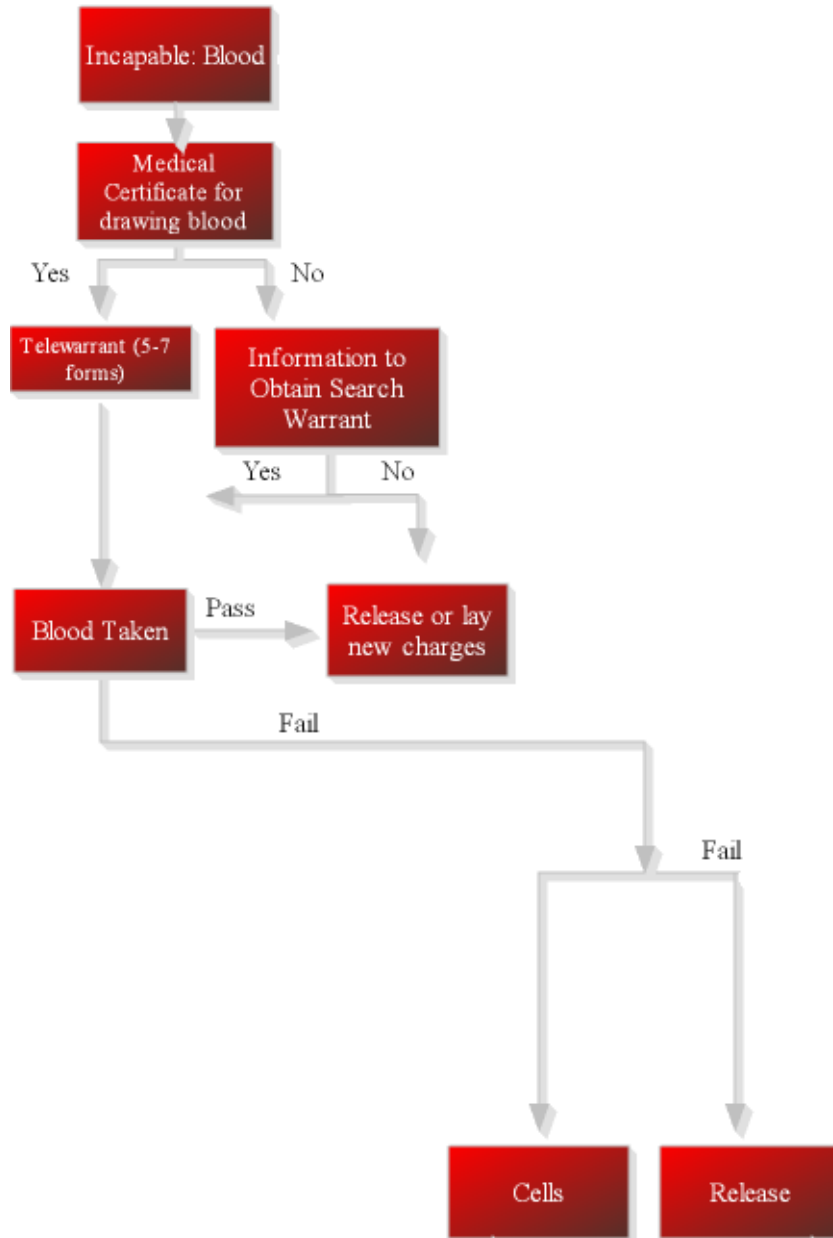 Incapable: Blood
Medical
Certificate for
drawing blood
Yes
No
Telewarrant (5-7
forms)
Information to
Obtain Search
Warrant
Yes
No
Blood Taken
Pass
Release or lay
new charges
Fail
Fail
Cells
Release